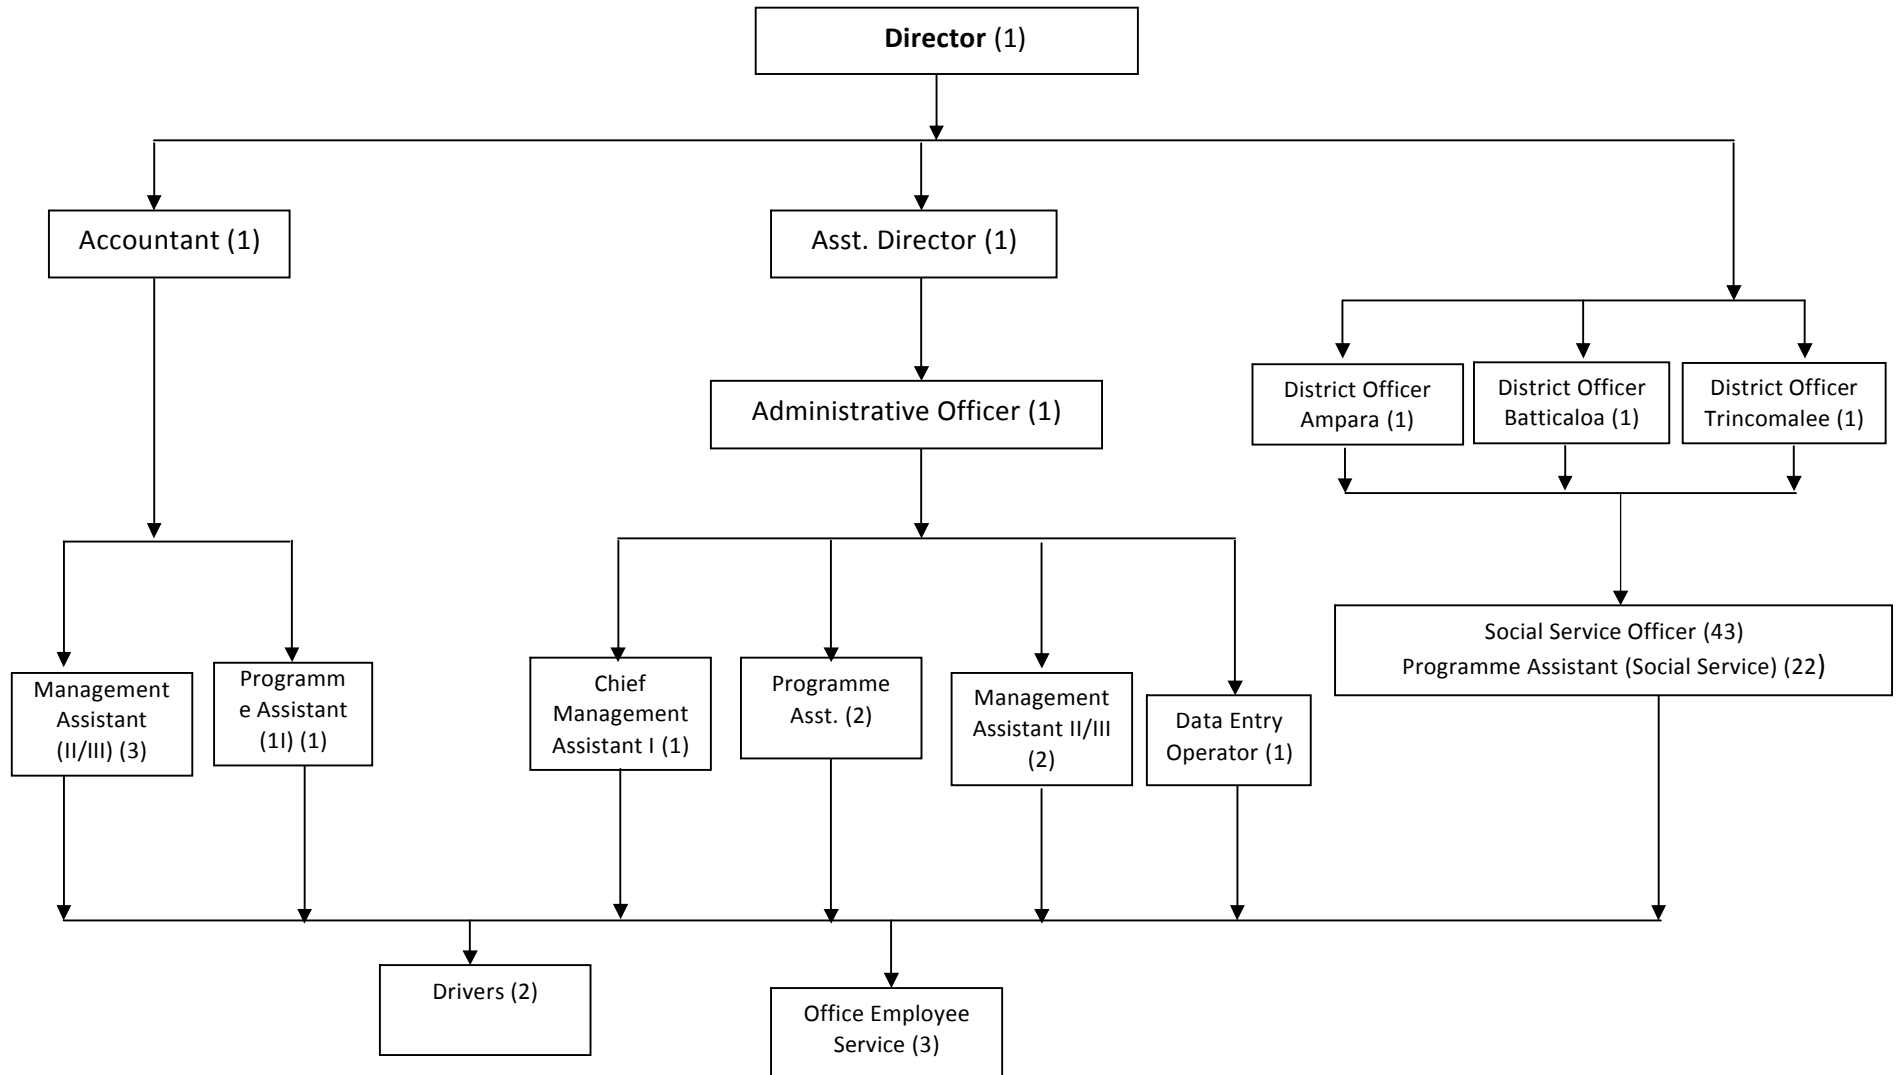 Director (1)
Accountant (1)
Asst. Director (1)
Administrative Officer (1)
District Officer
Ampara (1)
District Officer
Batticaloa (1)
District Officer
Trincomalee (1)
Social Service Officer (43)
Programme Assistant (Social Service) (22)
Management
Assistant
(II/III) (3)
Programm
e Assistant
(1I) (1)
Chief
Management
Assistant I (1)
Programme
Asst. (2)
Management
Assistant II/III
(2)
Data Entry
Operator (1)
Drivers (2)
Office Employee
Service (3)